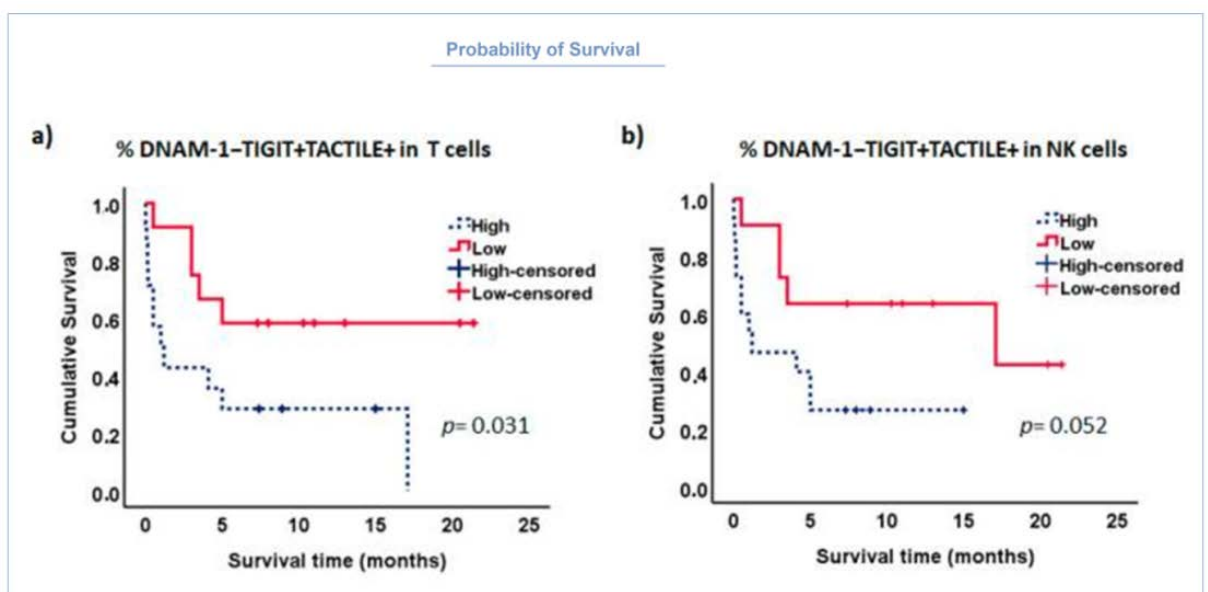 Probability of Survival
a)
% DNAM-1–TIGIT+TACTILE+ in T cells
Cumulative Survival
1.0
0.8
0.6
0.4
0.2
0.0
High
Low
High-censored
Low-censored
p= 0.031
0 5 10 15 20 25
Survival time (months)
b)
% DNAM-1–TIGIT+TACTILE+ in NK cells
Cumulative Survival
1.0
0.8
0.6
0.4
0.2
0.0
High
Low
High-censored
Low-censored
p= 0.052
0 5 10 15 20 25
Survival time (months)